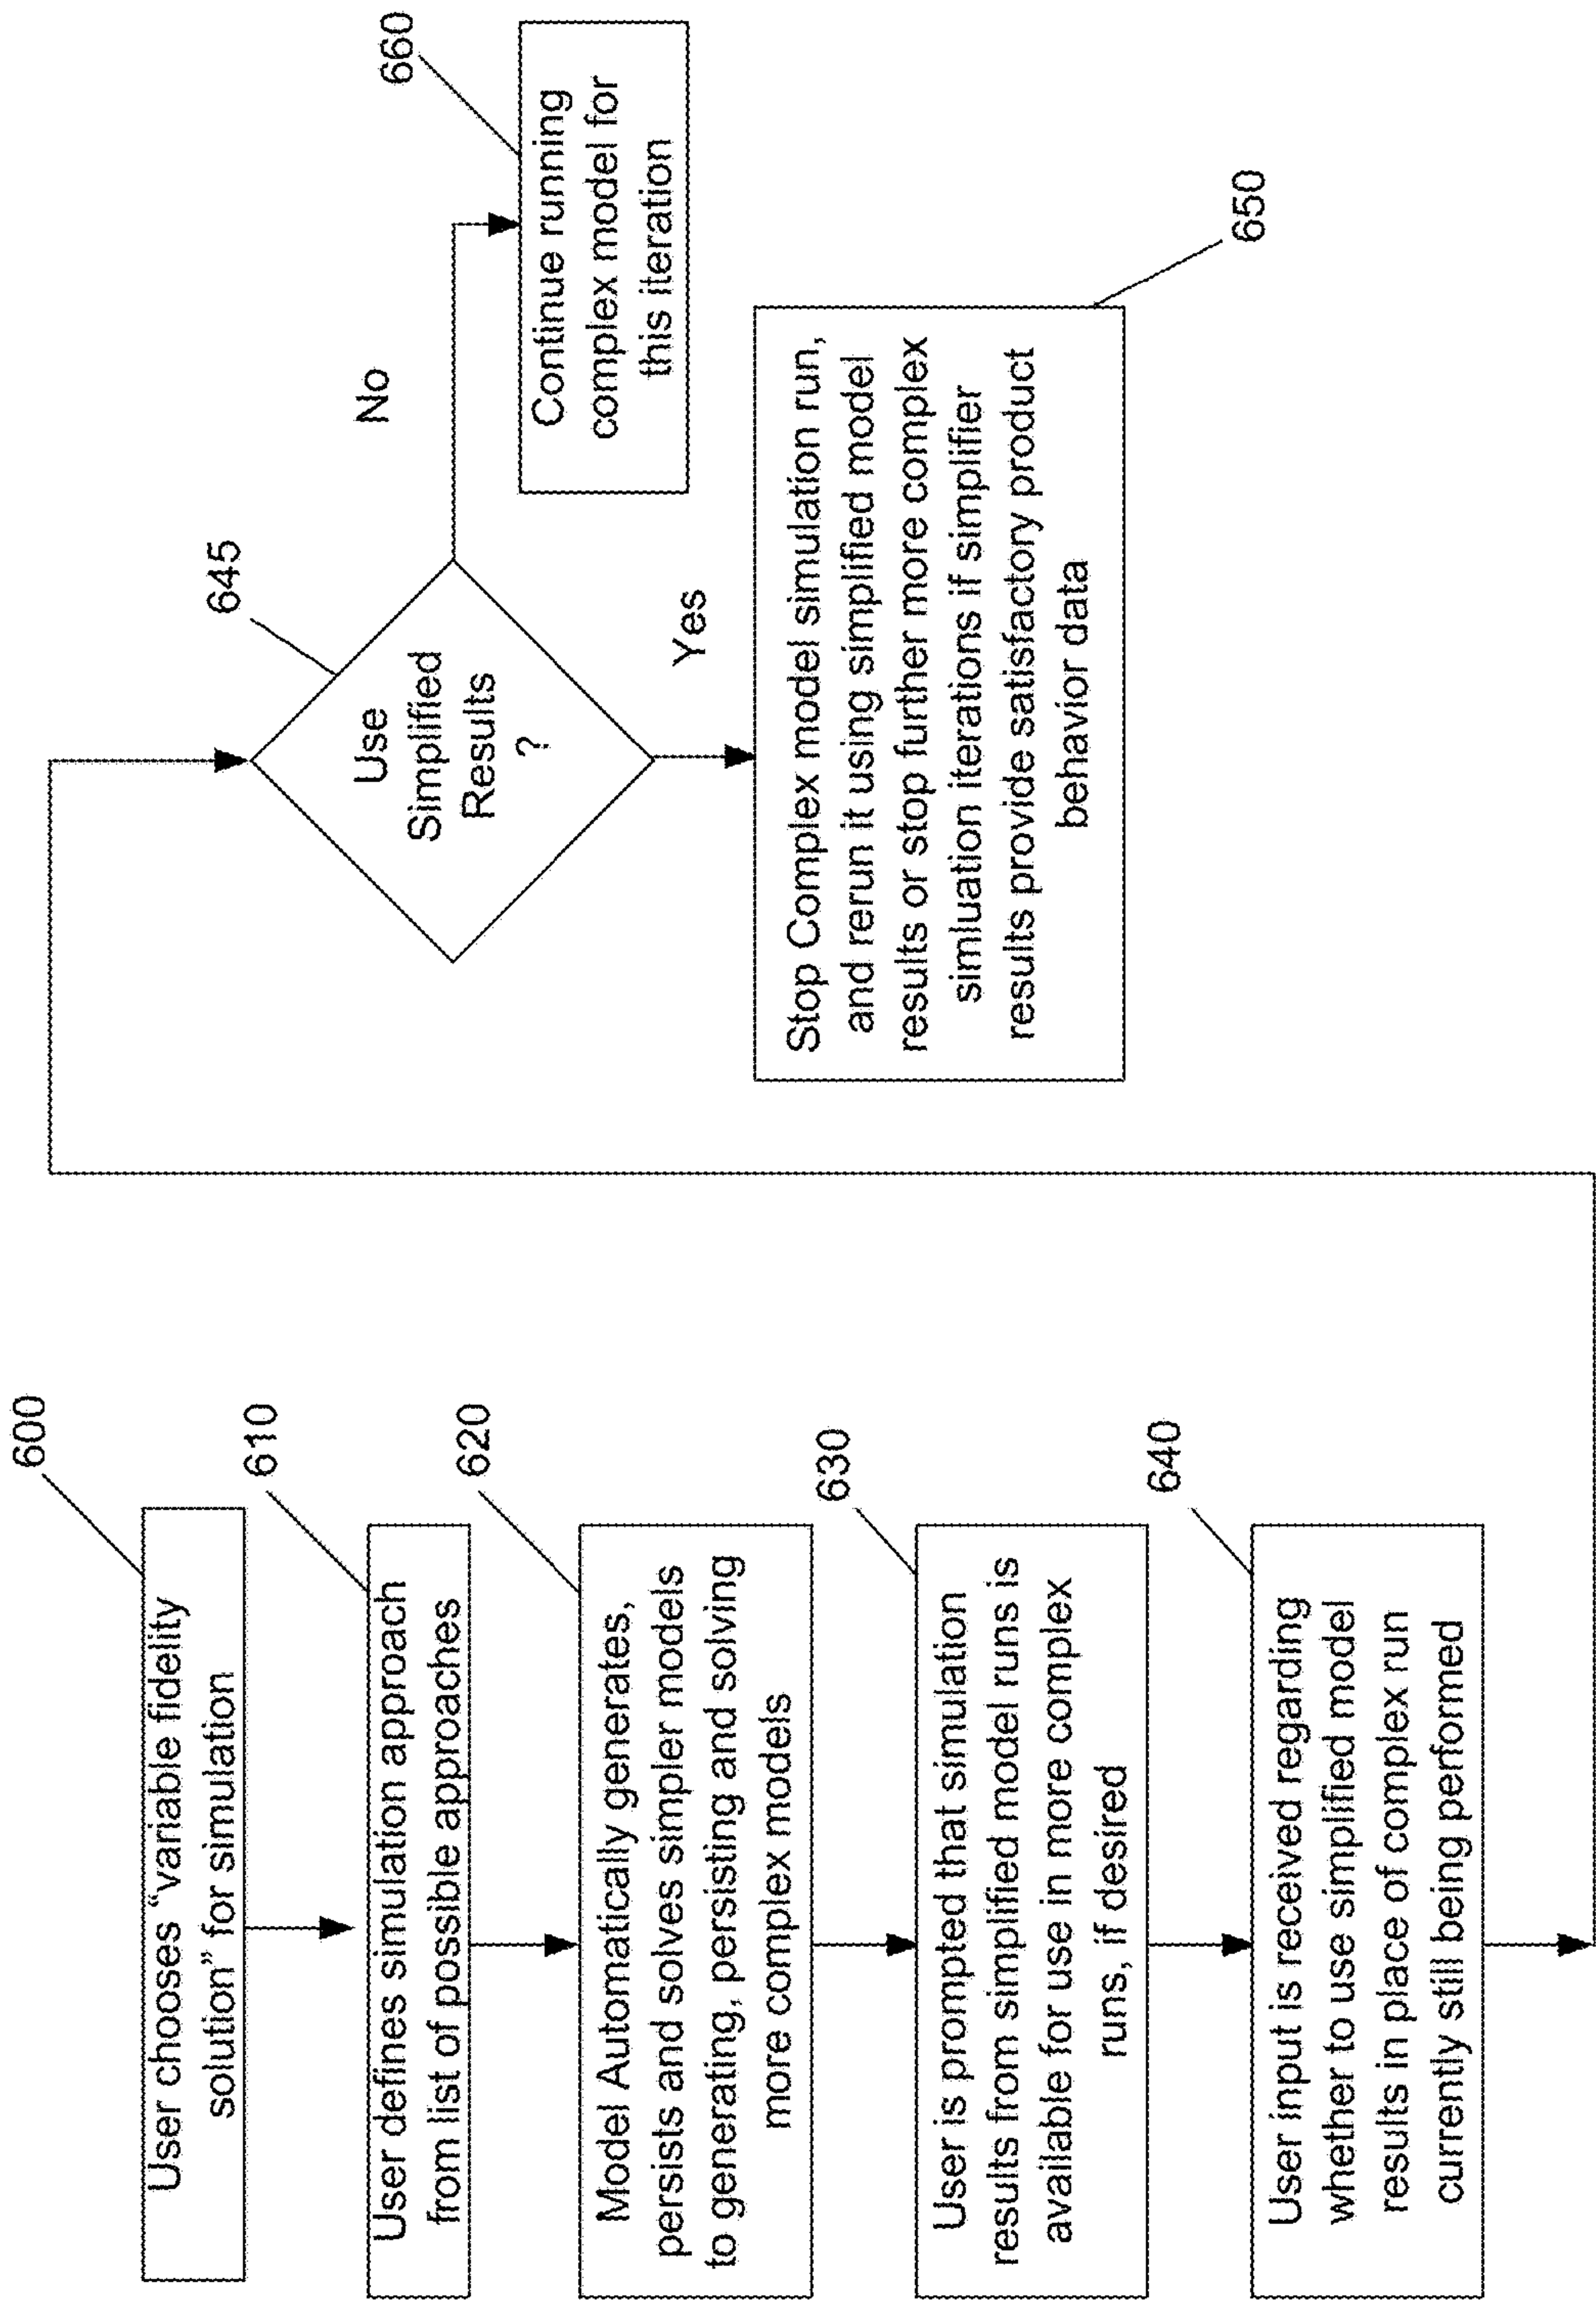 600
User chooses "variable fidelity
solution" for simulation
610
User defines simulation approach
from list of possible approaches
620
Model Automatically generates,
persists and solves simpler models
to generating, persisting and solving
more complex models
630
User is prompted that simulation
results from simplified model runs is
available for use in more complex
runs, if desired
640
User input is received regarding
whether to use simplified model
results in place of complex run
currently still being performed
645
Use
Simplified
Results
?
No
660
Continue running
complex model for
this iteration
Yes
650
Stop Complex model simulation run,
and rerun it using simplified model
results or stop further more complex
simluation iterations if simplifier
results provide satisfactory product
behavior data